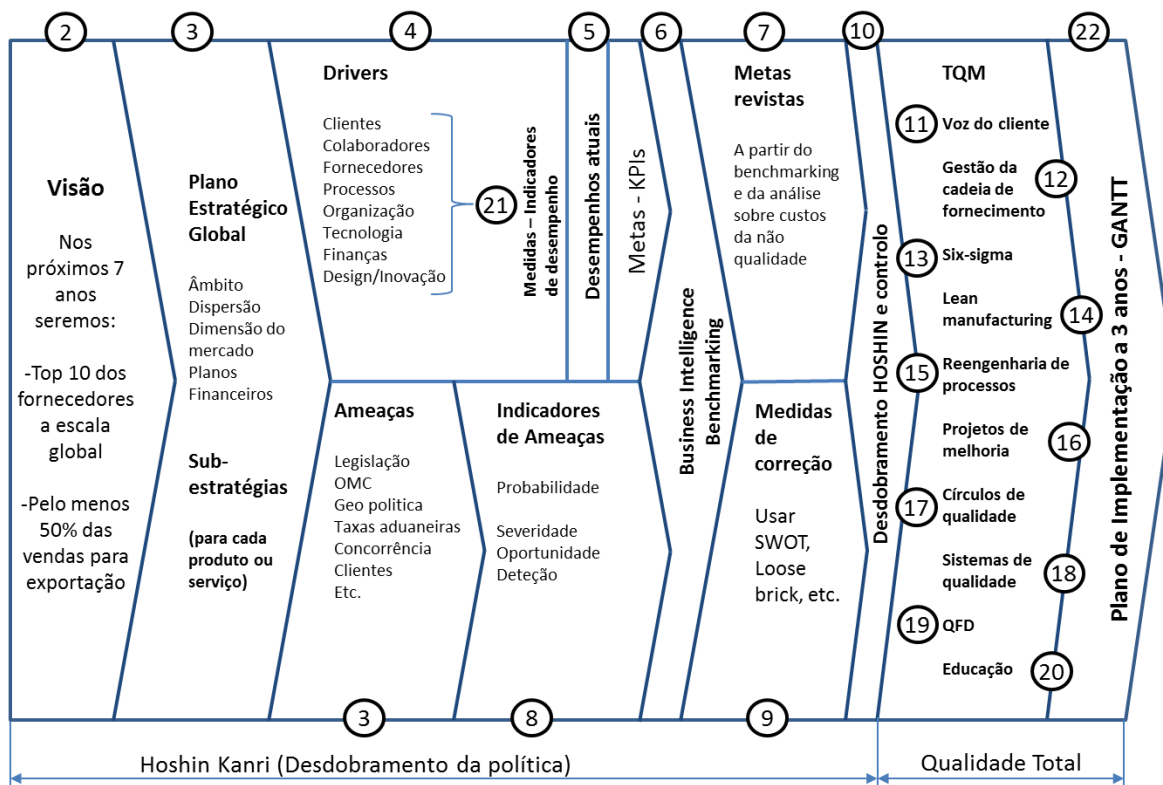 2
3
4
5
6
7
10
22
Visão
Nos
próximos 7
anos
seremos:
-Top 10 dos
fornecedores
a escala
global
-Pelo menos
50% das
vendas para
exportação
Plano
Estratégico
Global
Âmbito
Dispersão
Dimensão do
mercado
Planos
Financeiros
Sub-
estratégias
(para cada
produto ou
serviço)
Drivers
Clientes
Colaboradores
Fornecedores
Processos
Organização
Tecnologia
Finanças
Design/Inovação
21
Medidas – Indicadores
de desempenho
Desempenhos atuais
Metas - KPIs
Ameaças
Legislação
OMC
Geo politica
Taxas aduaneiras
Concorrência
Clientes
Etc.
Indicadores
de Ameaças
Probabilidade
Severidade
Oportunidade
Deteção
Business Intelligence
Benchmarking
Metas
revistas
A partir do
benchmarking
e da análise
sobre custos
da não
qualidade
Medidas
de
correção
Usar
SWOT,
Loose
brick, etc.
Desdobramento HOSHIN e controlo
TQM
11 Voz do cliente
Gestão da
cadeia de 12
fornecimento
13 Six-sigma
Lean
manufacturing 14
15 Reengenharia de
processos
Projetos de
melhoria 16
17 Círculos de
qualidade
Sistemas de
qualidade 18
19 QFD
Educação 20
Plano de Implementação a 3 anos - GANTT
3
8
9
Hoshin Kanri (Desdobramento da política)
Qualidade Total